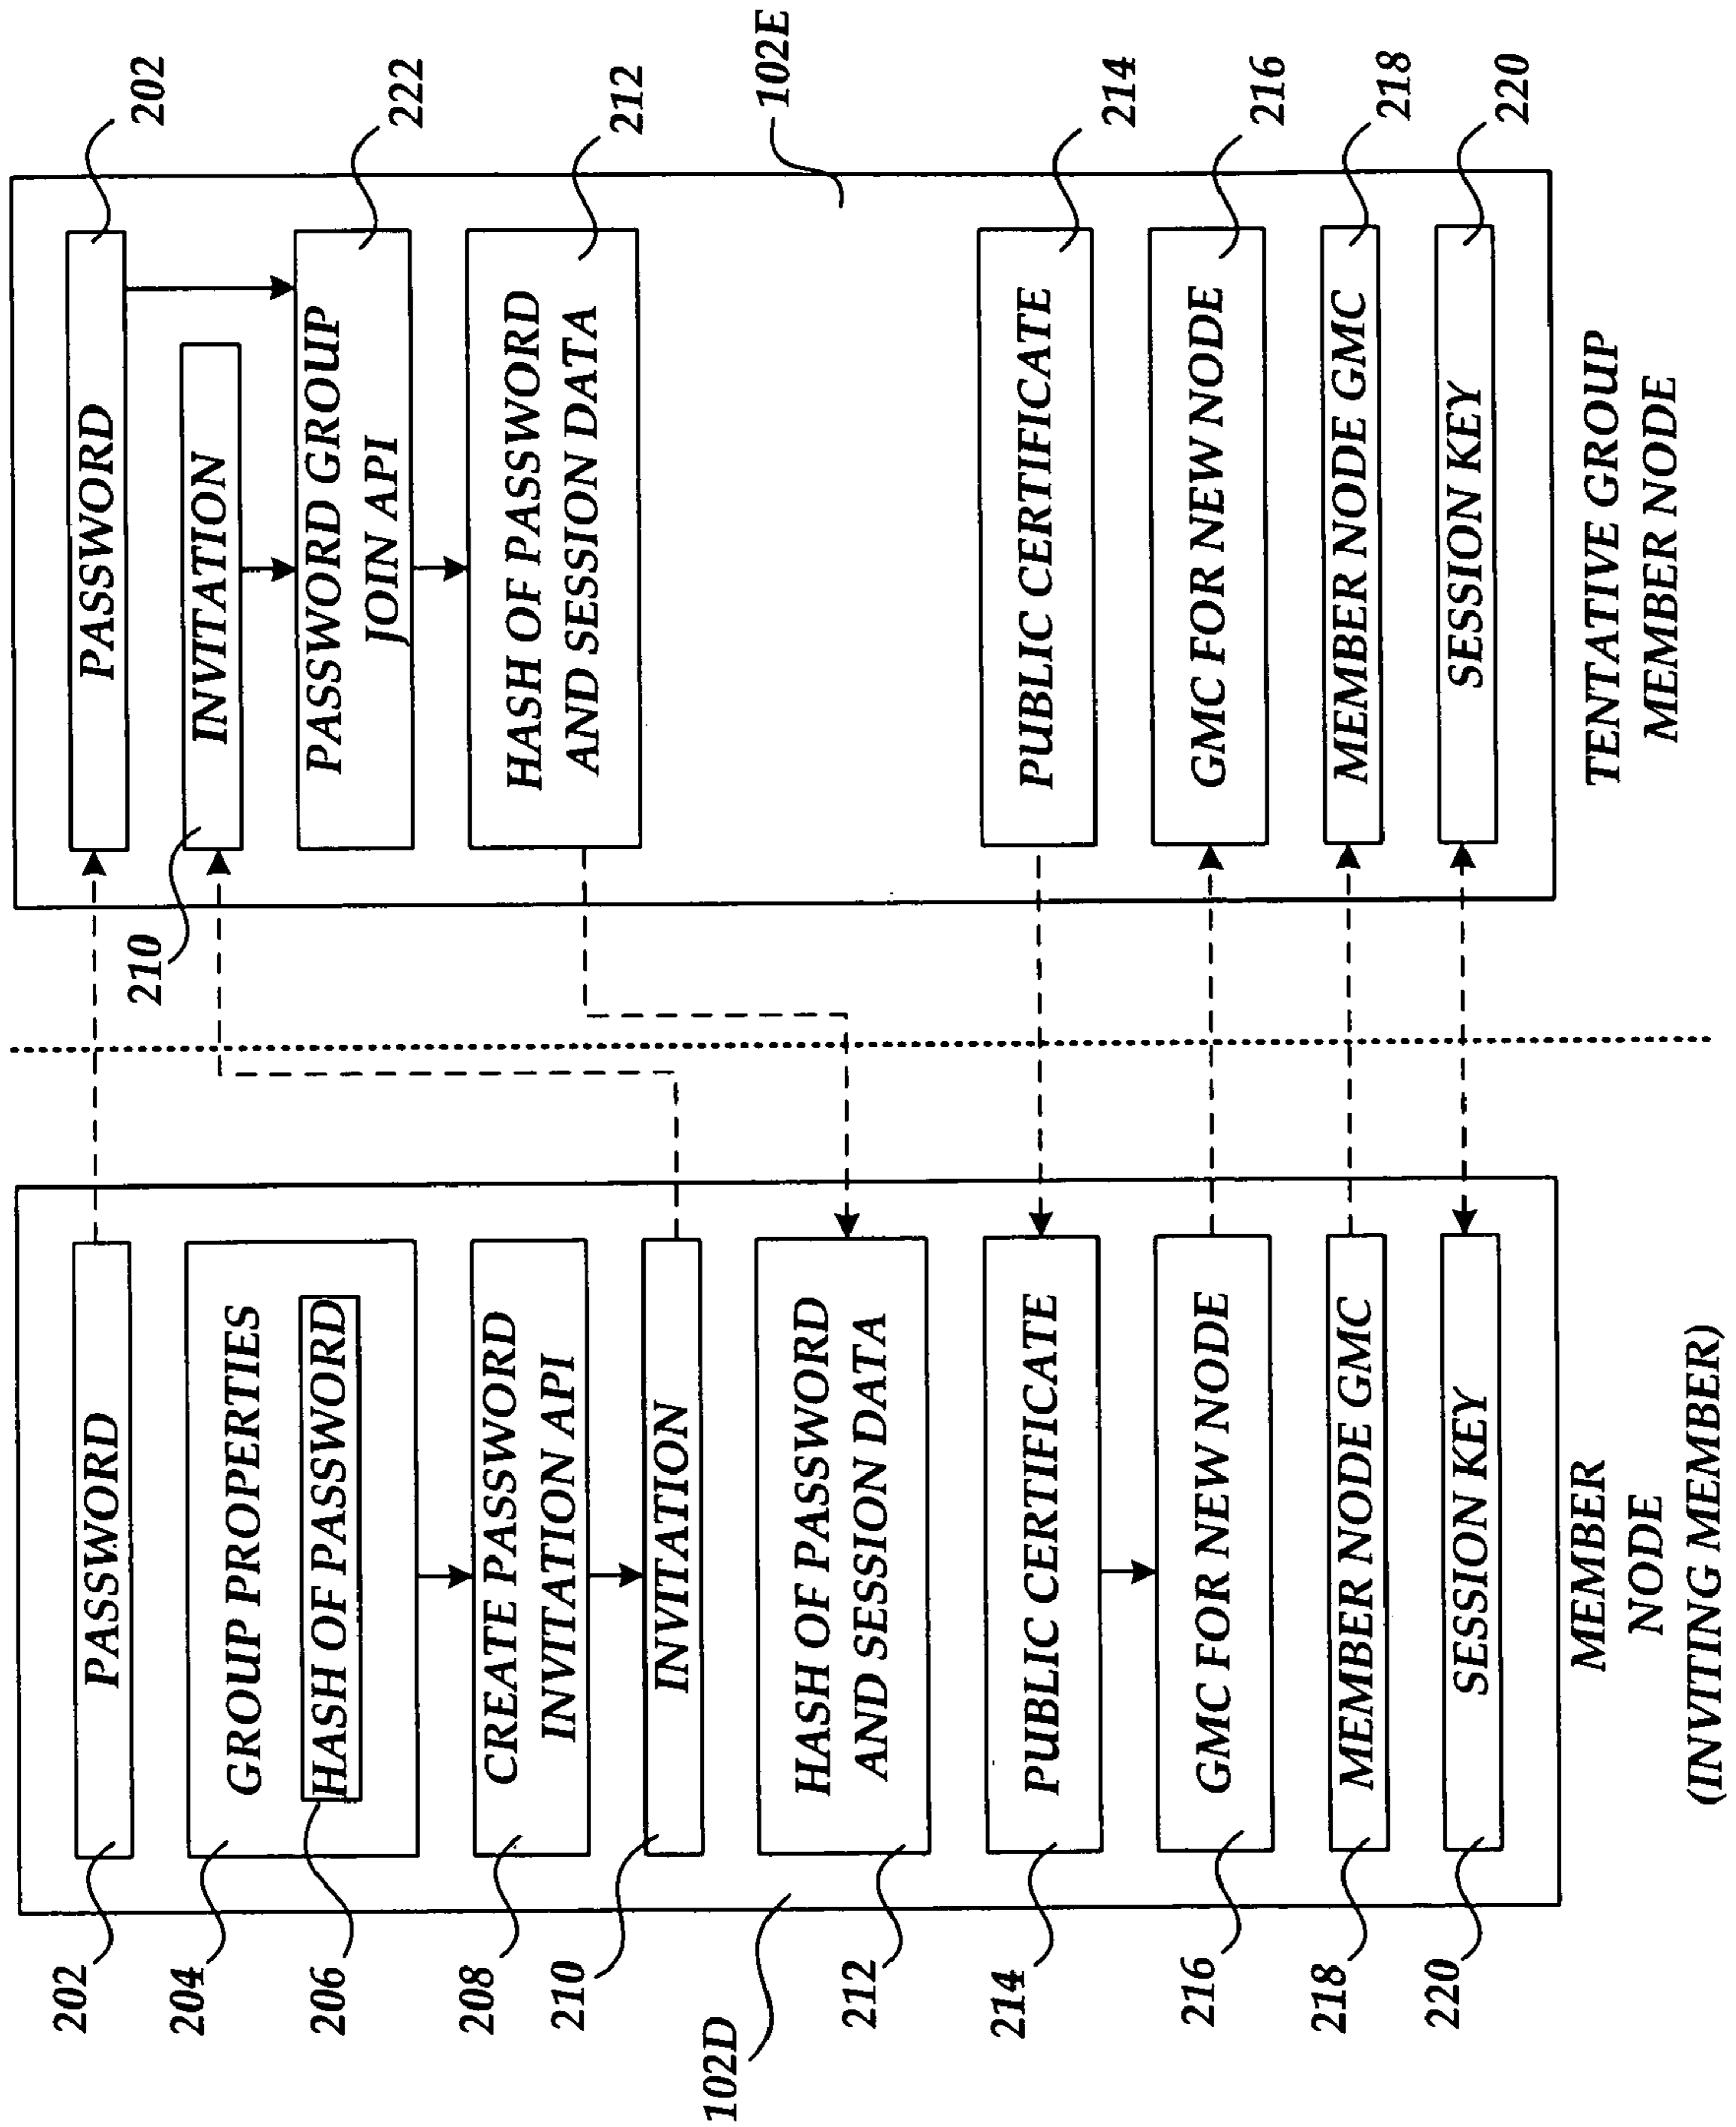 202
PASSWORD
204
GROUP PROPERTIES
206
HASH OF PASSWORD
208
CREATE PASSWORD
INVITATION API
210
INVITATION
102D
212
HASH OF PASSWORD
AND SESSION DATA
214
PUBLIC CERTIFICATE
216
GMC FOR NEW NODE
218
MEMBER NODE GMC
220
SESSION KEY
MEMBER
NODE
(INVITING MEMBER)
202
PASSWORD
210
INVITATION
222
PASSWORD GROUP
JOIN API
212
HASH OF PASSWORD
AND SESSION DATA
102E
214
PUBLIC CERTIFICATE
216
GMC FOR NEW NODE
218
MEMBER NODE GMC
220
SESSION KEY
TENTATIVE GROUP
MEMBER NODE